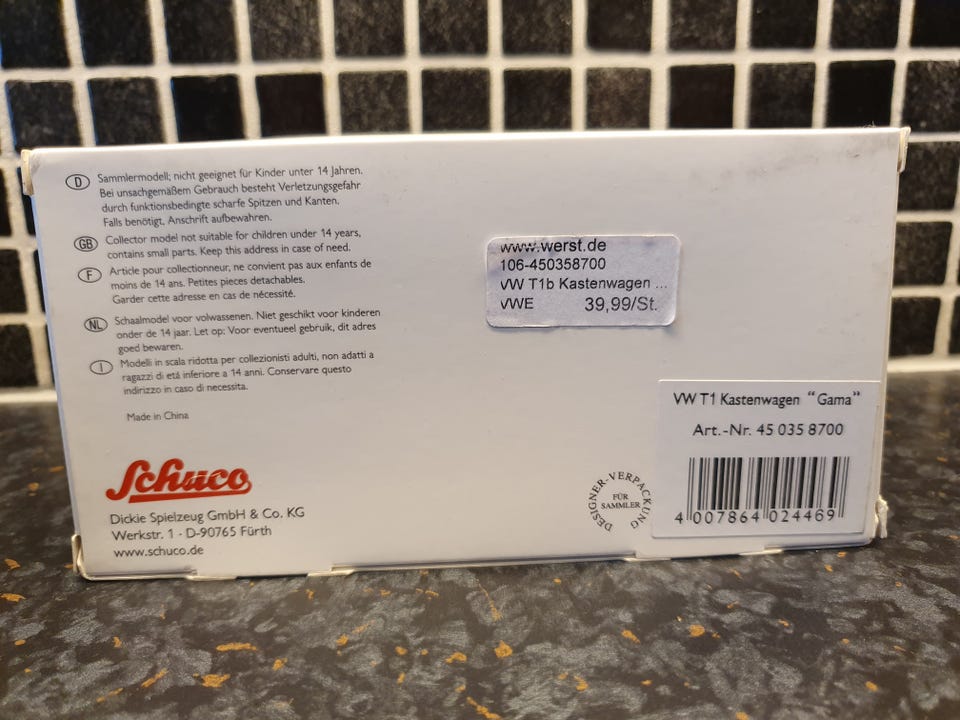 D Sammlermodell; nicht geeignet für Kinder unter 14 Jahren.
Bei unsachgemäßem Gebrauch besteht Verletzungsgefahr
durch funktionsbedingte scharfe Spitzen und Kanten.
Falls benötigt, Anschrift aufbewahren.
GB Collector model not suitable for children under 14 years,
contains small parts. Keep this address in case of need.
F Article pour collectionneur, ne convient pas aux enfants de
moins de 14 ans. Petites pieces detachables.
Garder cette adresse en cas de nécessité.
NL Schaalmodel voor volwassenen. Niet geschikt voor kinderen
onder de 14 jaar. Let op: Voor eventueel gebruik, dit adres
goed bewaren.
I Modelli in scala ridotta per collezionisti adulti, non adatti a
ragazzi di etá inferiore a 14 anni. Conservare questo
indirizzo in caso di necessita.
Made in China
Schuco
Dickie Spielzeug GmbH & Co. KG
Werkstr. 1 · D-90765 Fürth
www.schuco.de
www.werst.de
106-450358700
VW T1b Kastenwagen ...
VWE 39,99/St.
DESIGNER-VERPACKUNG
FÜR
SAMMLER
VW T1 Kastenwagen “Gama”
Art.-Nr. 45 035 8700
4 007864 024469